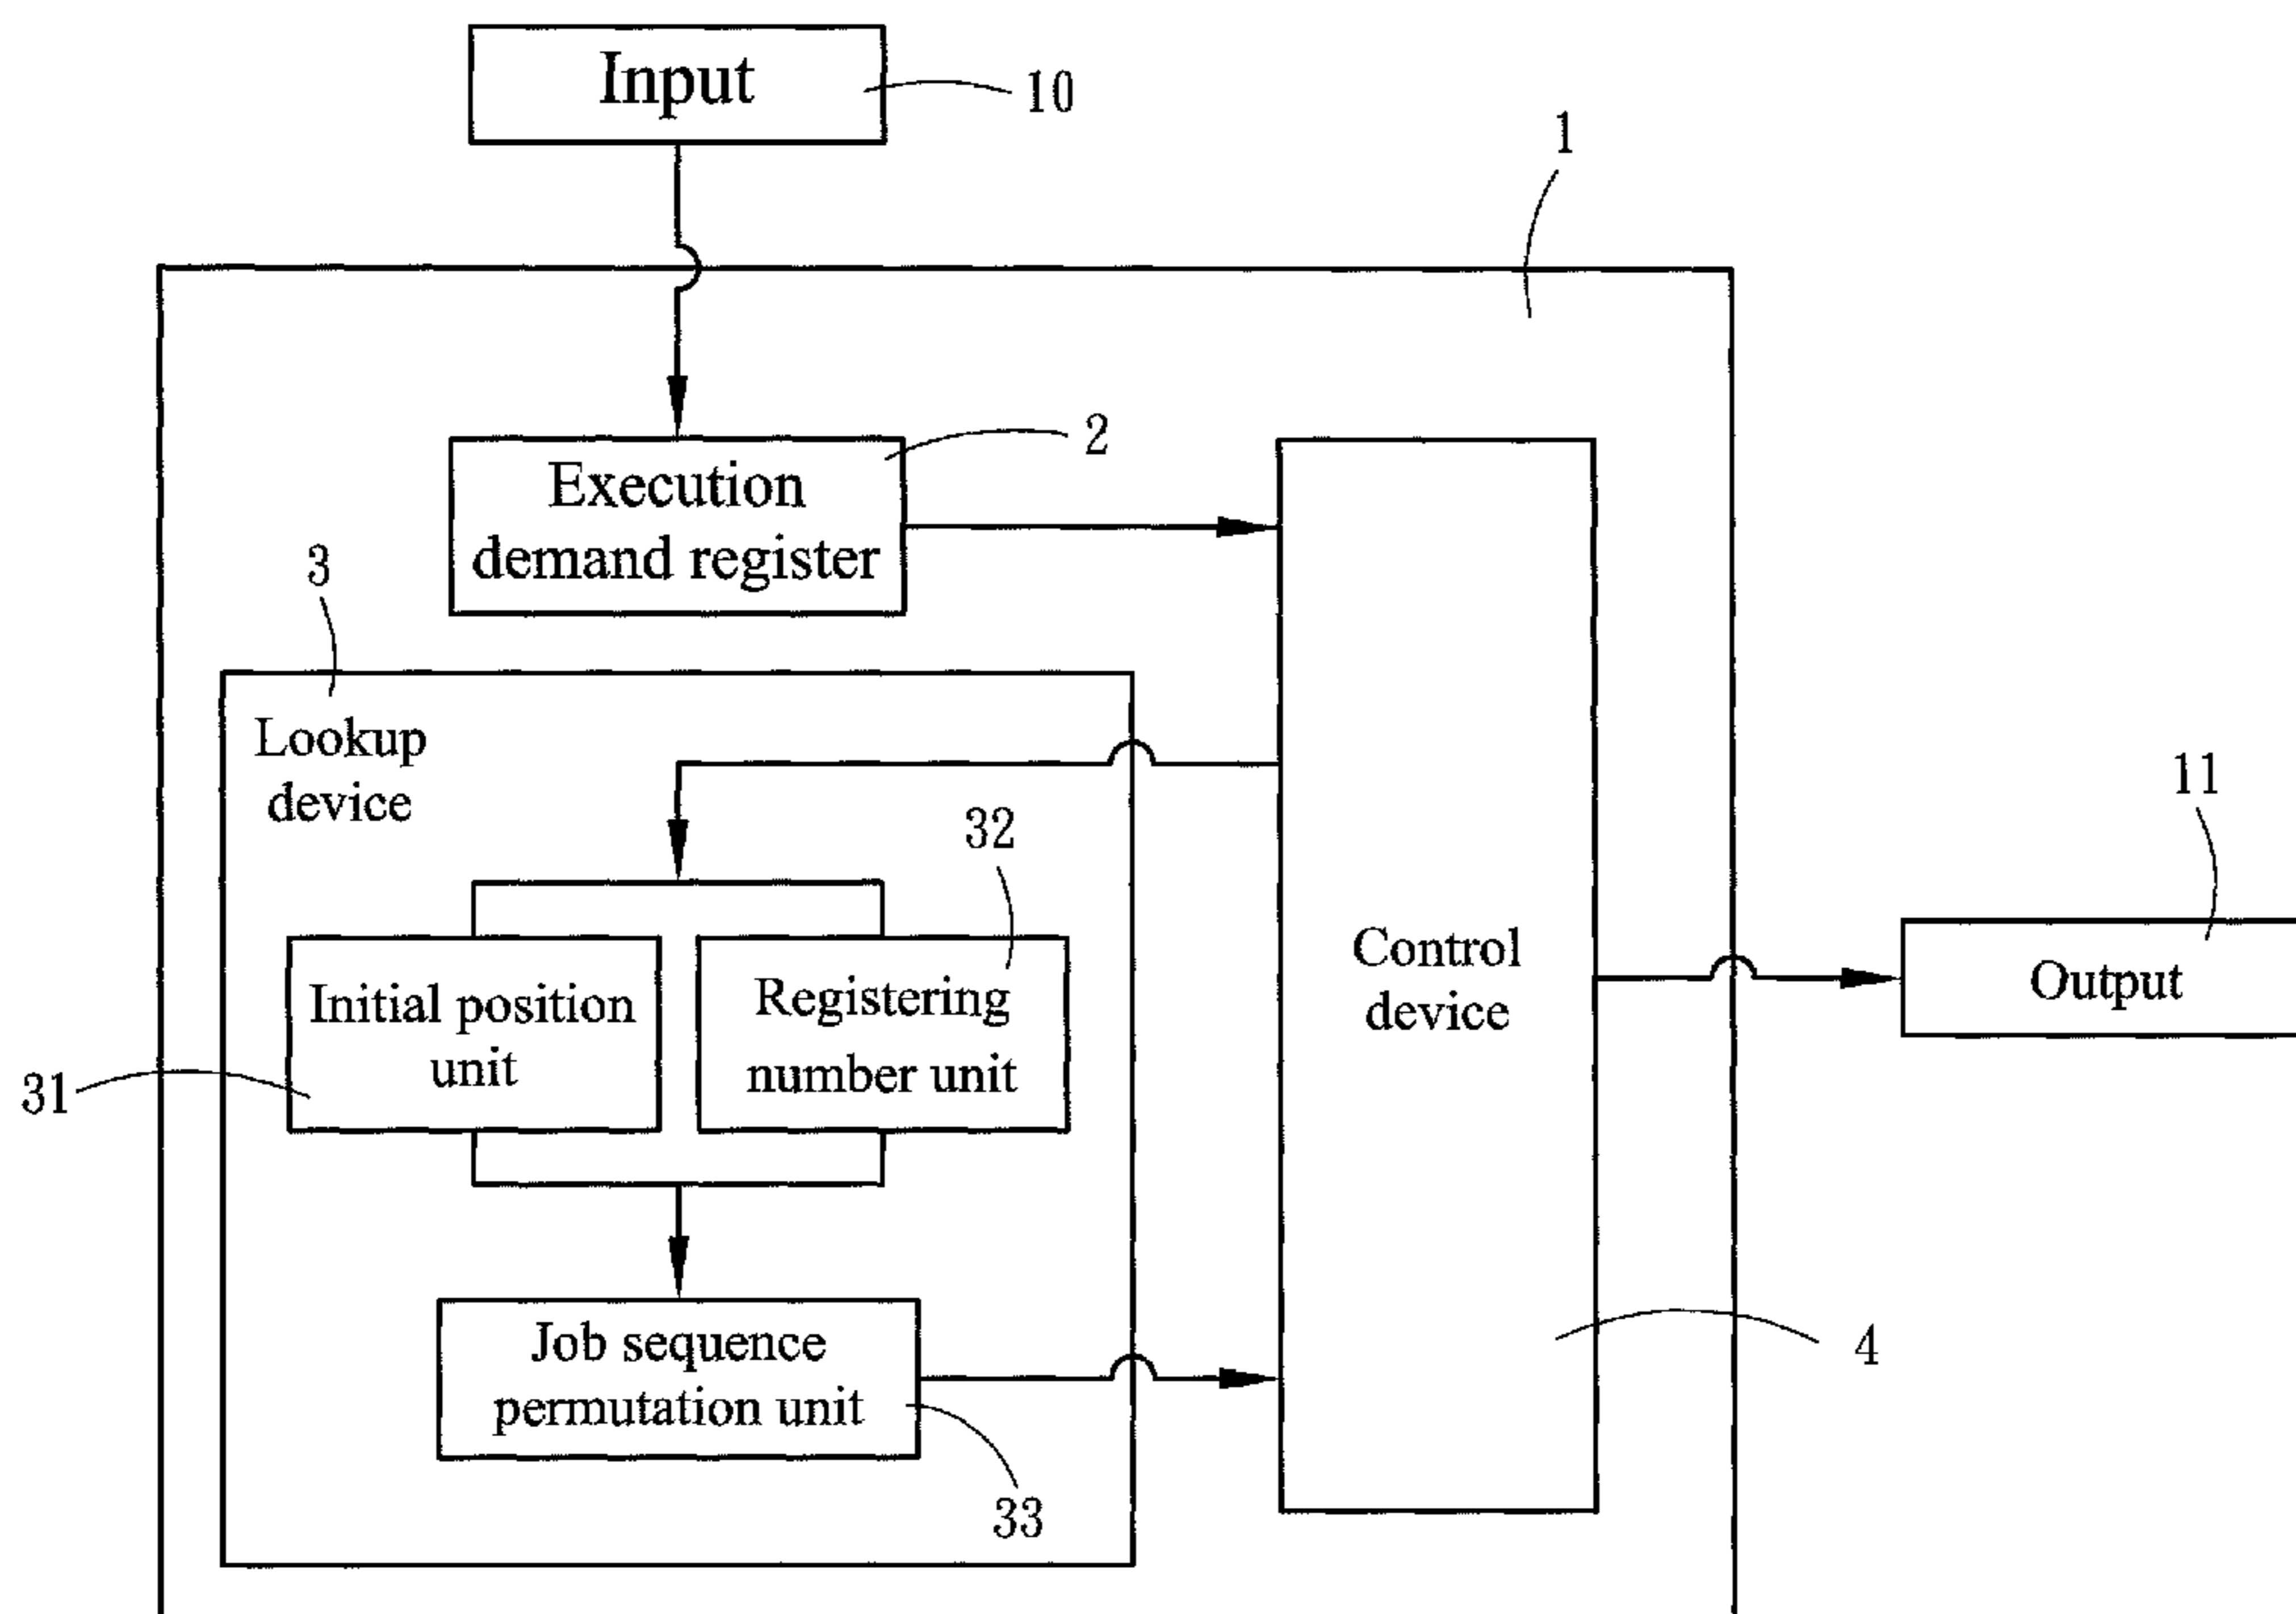 Input
10
1
2
Execution
demand register
3
Lookup
device
32
11
Initial position
unit
Registering
number unit
31
Control
device
Output
Job sequence
permutation unit
4
33